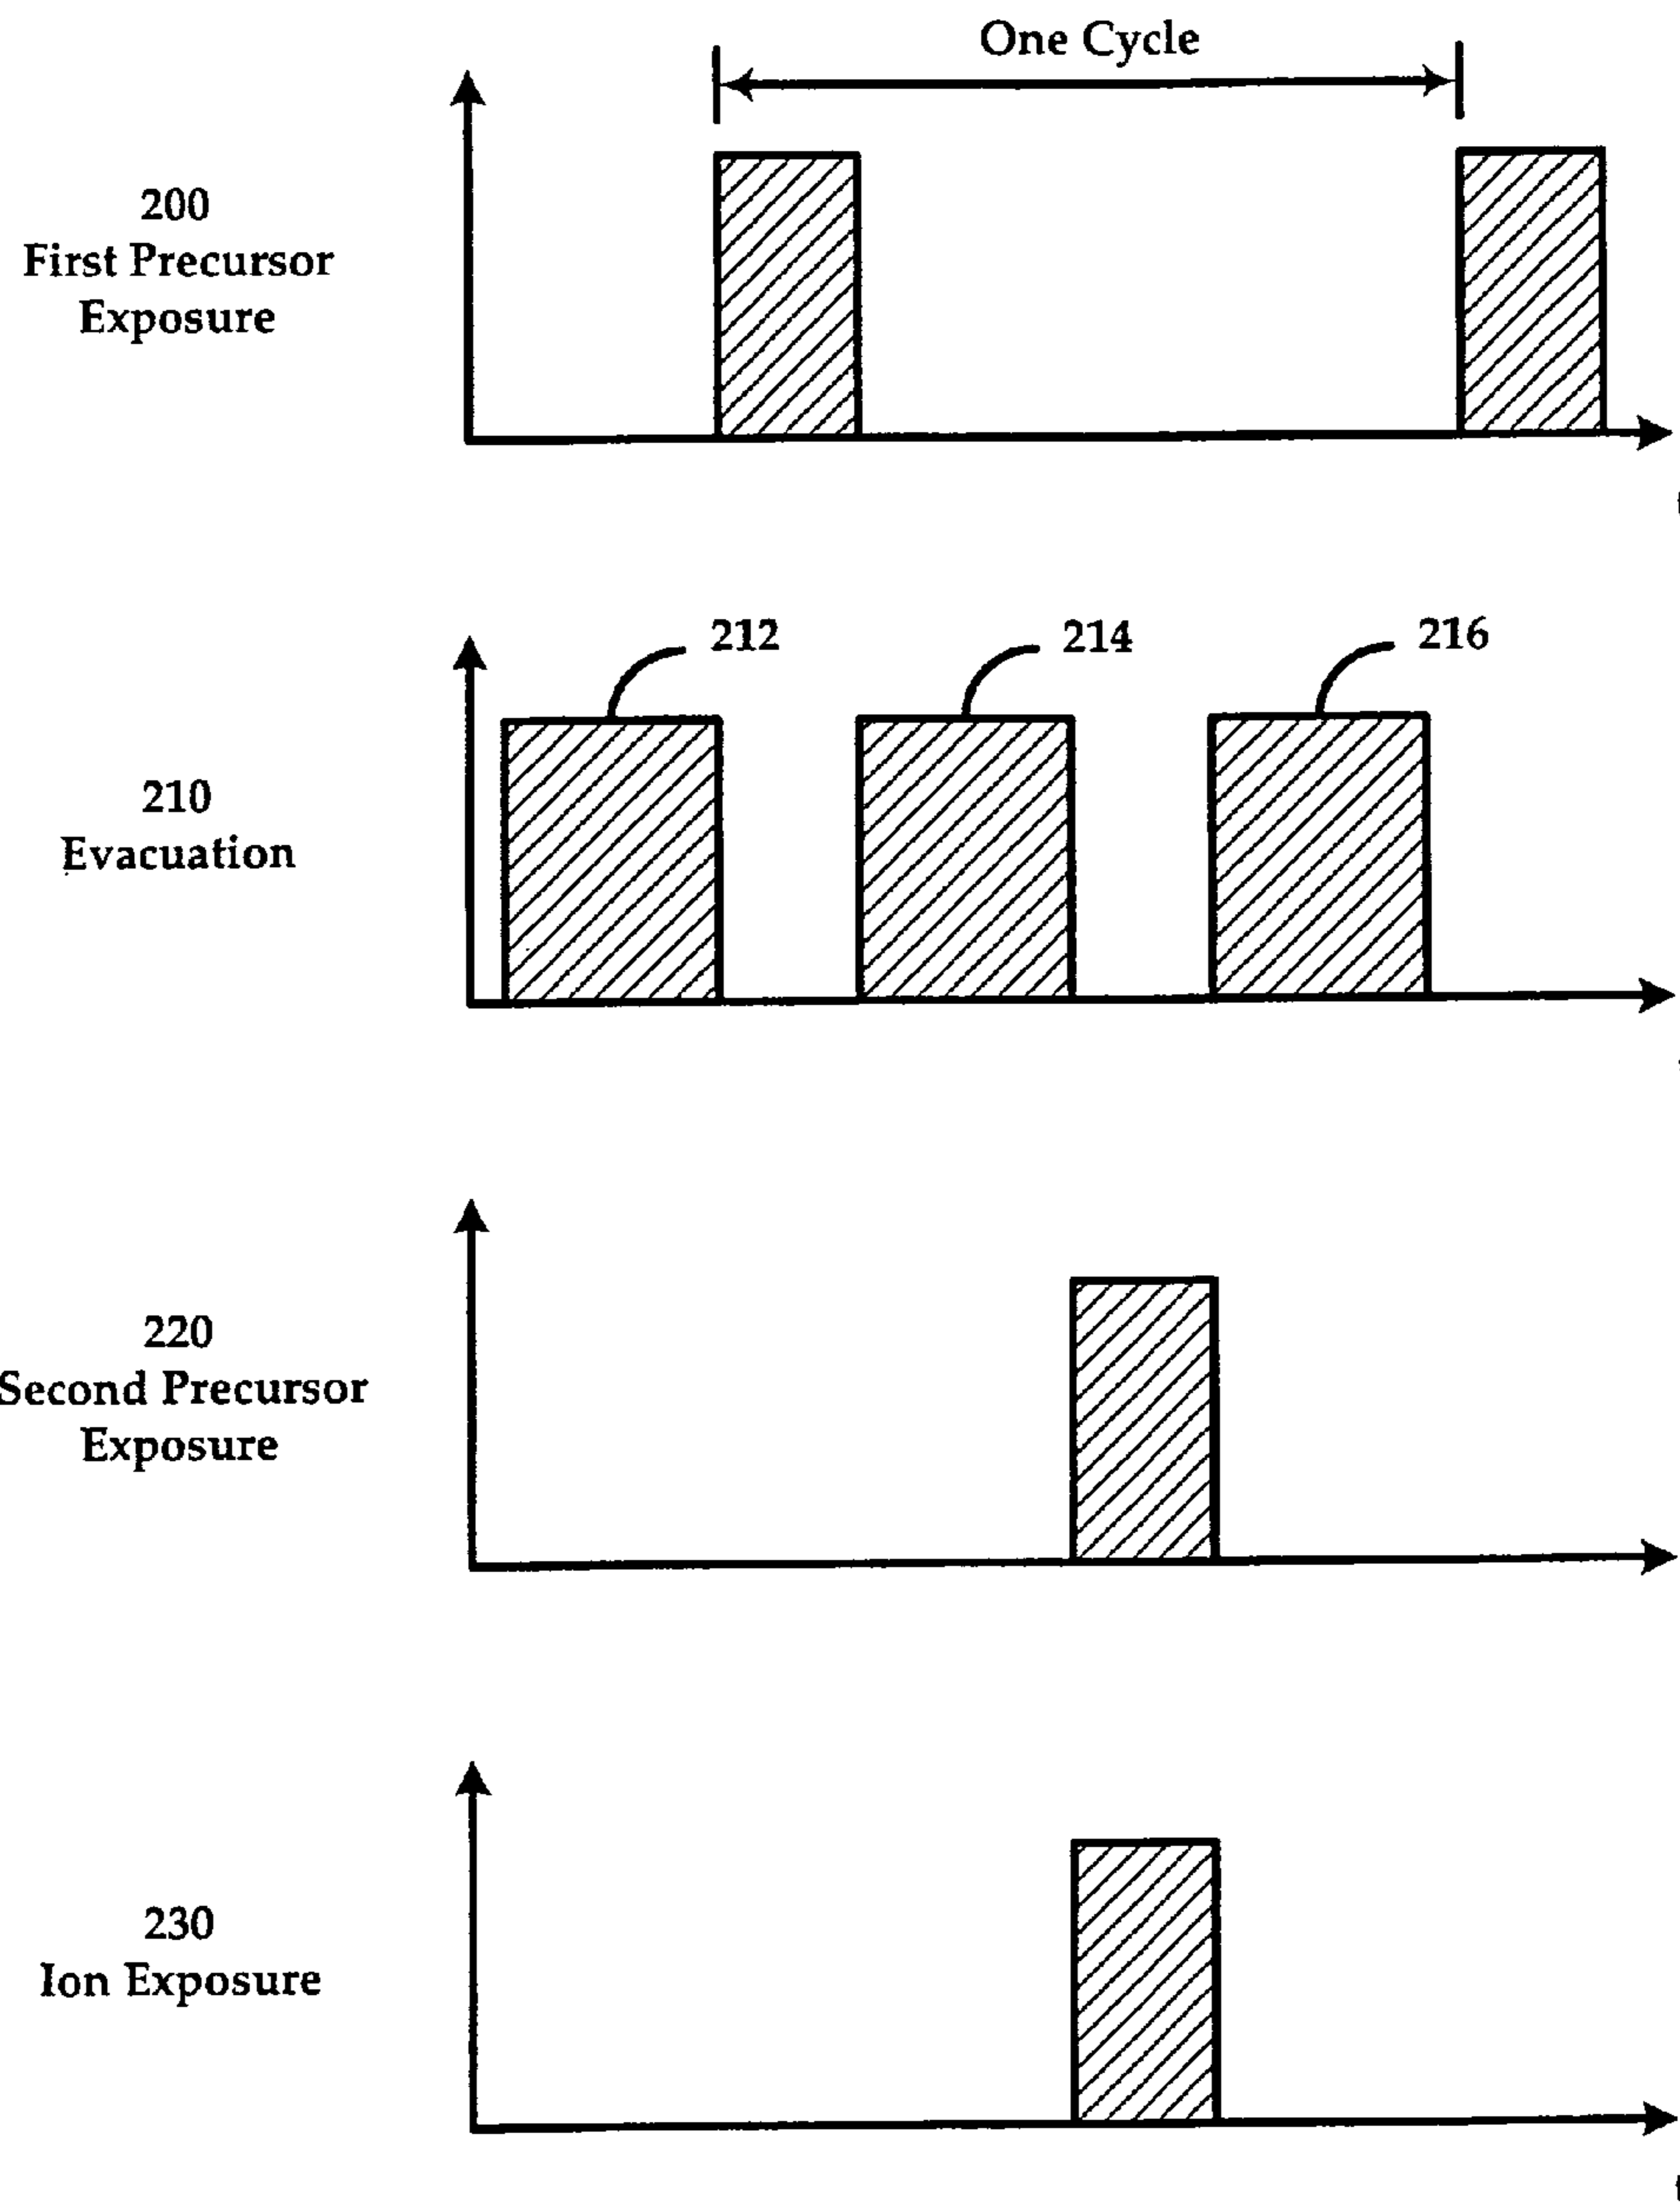 One Cycle
200
First Precursor
Exposure
212
214
216
210
Evacuation
220
Second Precursor
Exposure
230
Ion Exposure